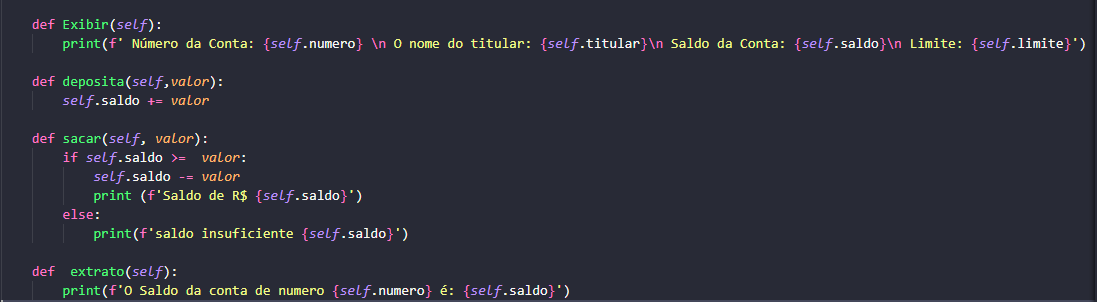 def Exibir(self):
print(f' Número da Conta: {self.numero} \n O nome do titular: {self.titular}\n Saldo da Conta: {self.saldo}\n Limite: {self.limite}')
def deposita(self,valor):
self.saldo += valor
def sacar(self, valor):
if self.saldo >=  valor:
self.saldo -= valor
print (f'Saldo de R$ {self.saldo}')
else:
print(f'saldo insuficiente {self.saldo}')
def  extrato(self):
print(f'O Saldo da conta de numero {self.numero} é: {self.saldo}')